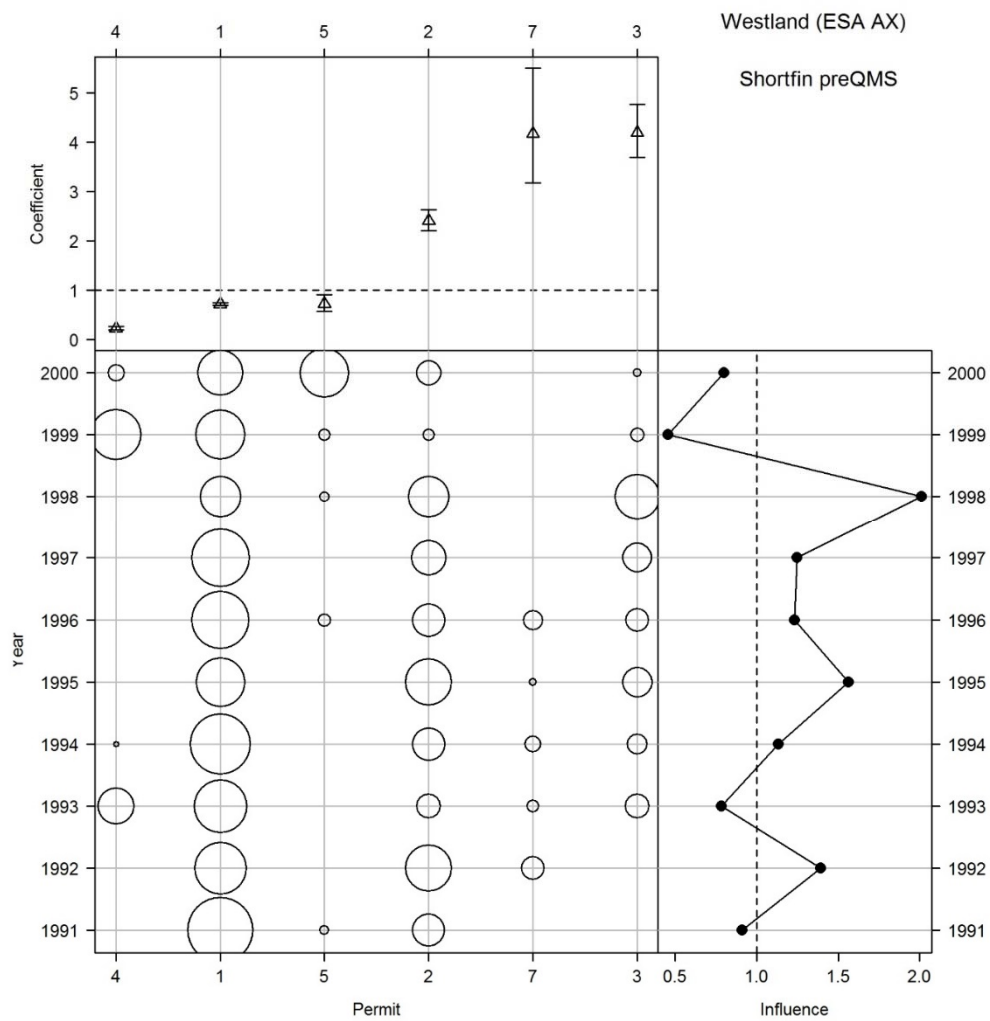 4 1 5 2 7 3
Westland (ESA AX)
Shortfin preQMS
5
4
3
2
1
0
Coefficient
2000 2000
1999 1999
1998 1998
1997 1997
1996 1996
1995 1995
1994 1994
1993 1993
1992 1992
1991 1991
Year
4 1 5 2 7 3 0.5 1.0 1.5 2.0
Permit Influence